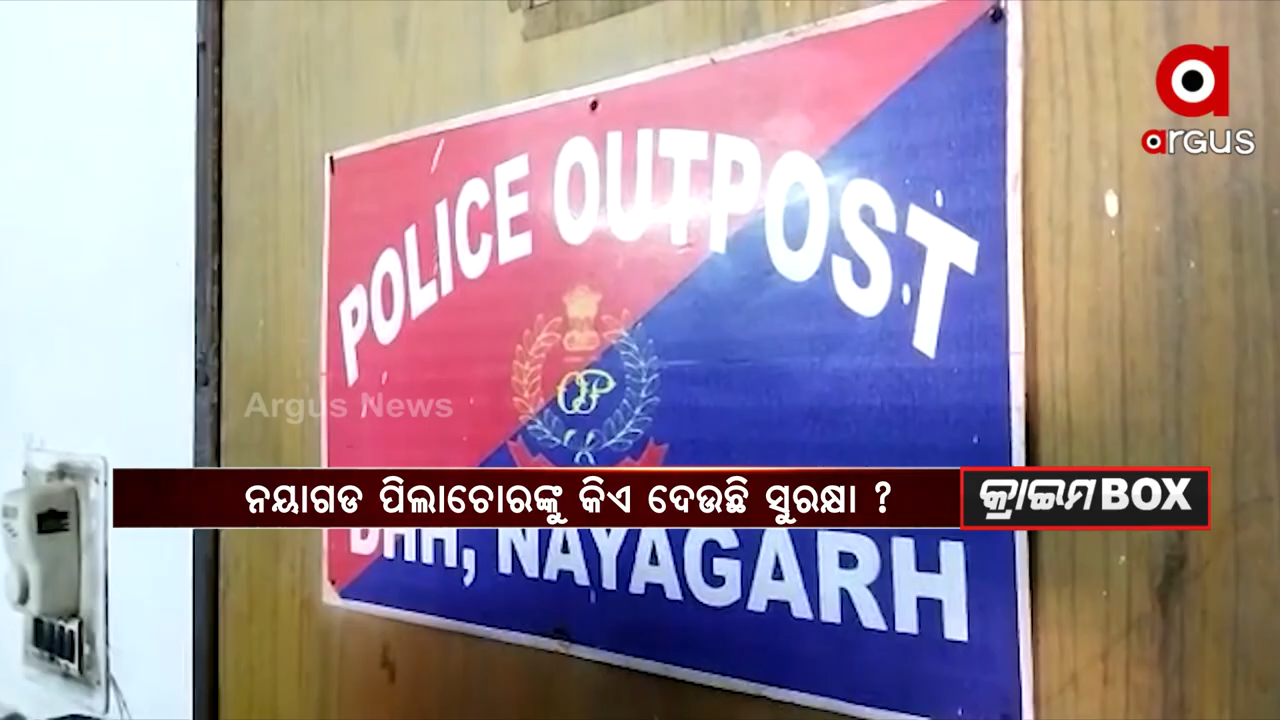 a
argus
POLICE OUTPOST
OP
Argus News
ନୟାଗଡ ପିଲାଚୋରଙ୍କୁ କିଏ ଦେଉଛି ସୁରକ୍ଷା ?
କ୍ରାଇମ BOX
DHH, NAYAGARH